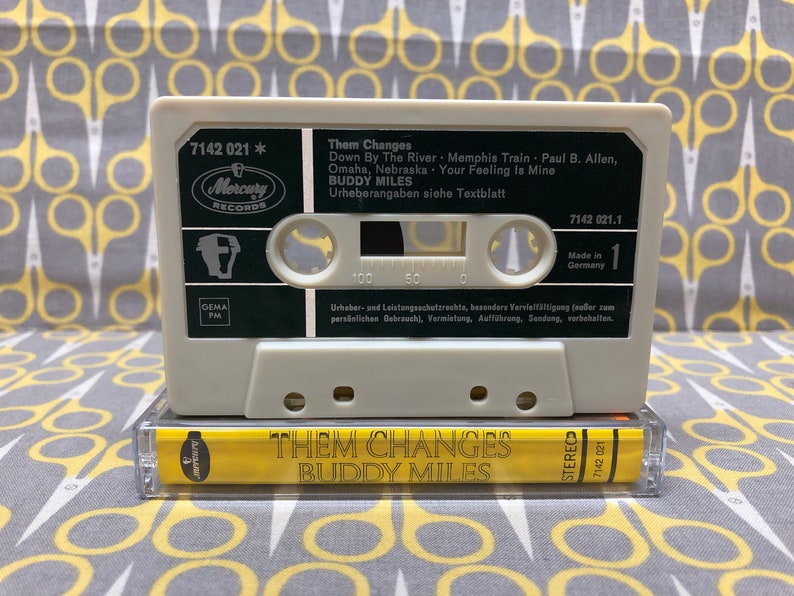 7142 021 *
Mercury
RECORDS
GEMA
PM
Them Changes
Down By The River · Memphis Train · Paul B. Allen,
Omaha, Nebraska · Your Feeling Is Mine
BUDDY MILES
Urheberangaben siehe Textblatt
7142 021.1
Made in
Germany 1
100 50 0
Urheber- und Leistungsschutzrechte, besonders Vervielfältigung (außer zum
persönlichen Gebrauch), Vermietung, Aufführung, Sendung, vorbehalten.
mercury
THEM CHANGES
BUDDY MILES
STEREO
7142 021